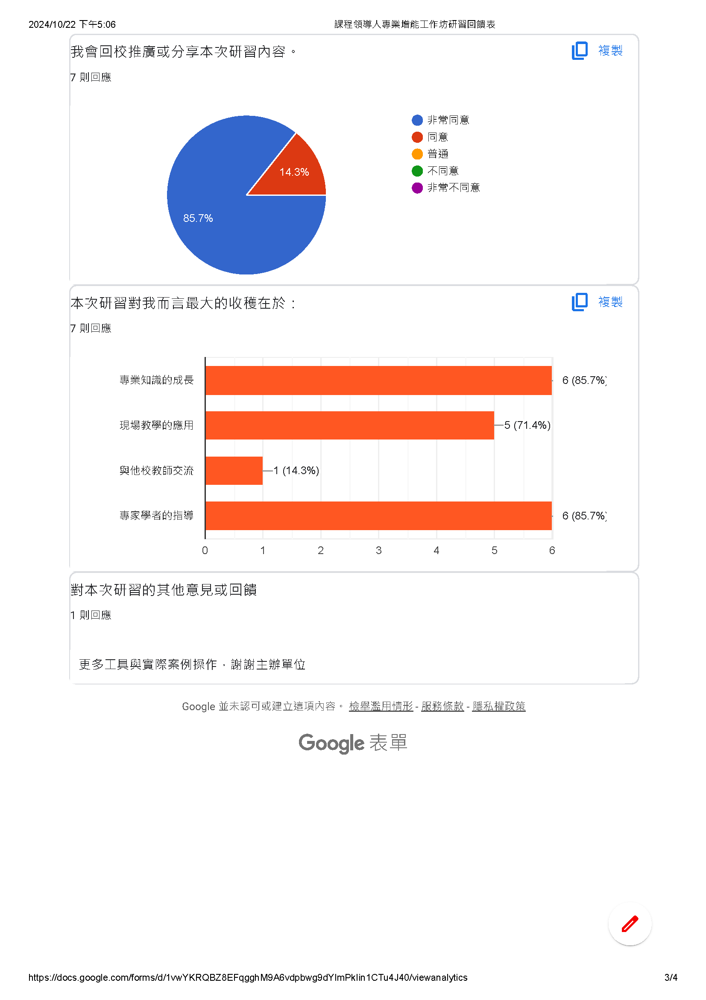 2024/10/22 下午5:06 課程領導人專業增能工作坊研習回饋表
我會回校推廣或分享本次研習內容。 複製
7 則回應
非常同意
同意
普通
不同意
非常不同意
14.3%
85.7%
本次研習對我而言最大的收穫在於： 複製
7 則回應
專業知識的成長 6 (85.7%)
現場教學的應用 5 (71.4%)
與他校教師交流 1 (14.3%)
專家學者的指導 6 (85.7%)
0 1 2 3 4 5 6
對本次研習的其他意見或回饋
1 則回應
更多工具與實際案例操作，謝謝主辦單位
Google 並未認可或建立這項內容。 檢舉濫用情形 - 服務條款 - 隱私權政策
Google 表單
https://docs.google.com/forms/d/1vwYKRQBZ8EFqgghM9A6vdpbwg9dYlmPkIin1CTu4J40/viewanalytics 3/4